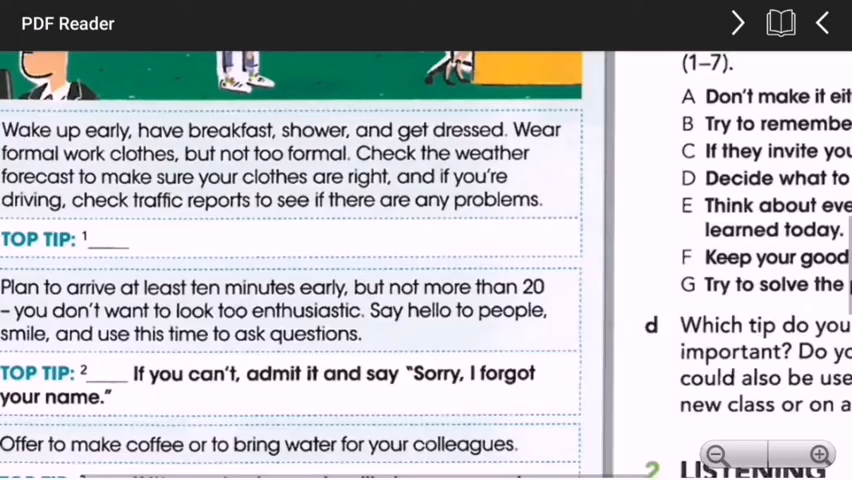 PDF Reader
Wake up early, have breakfast, shower, and get dressed. Wear
formal work clothes, but not too formal. Check the weather
forecast to make sure your clothes are right, and if you're
driving, check traffic reports to see if there are any problems.
TOP TIP: 1____
Plan to arrive at least ten minutes early, but not more than 20
– you don't want to look too enthusiastic. Say hello to people,
smile, and use this time to ask questions.
TOP TIP: 2____ If you can't, admit it and say "Sorry, I forgot
your name."
Offer to make coffee or to bring water for your colleagues.
(1–7).
A Don't make it eit
B Try to remembe
C If they invite you
D Decide what to
E Think about eve
learned today.
F Keep your good
G Try to solve the
d Which tip do you
important? Do yo
could also be use
new class or on a
2 LISTENING